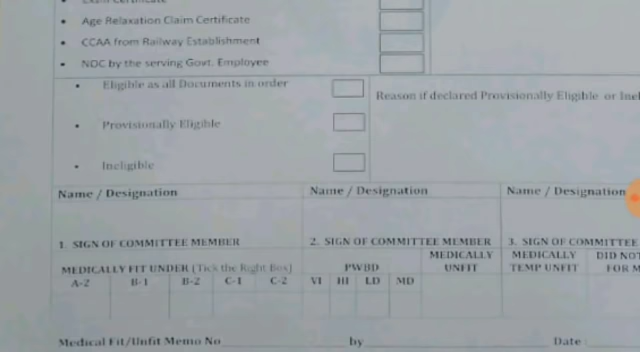 Age Relaxation Claim Certificate
CCAA from Railway Establishment
NDC by the serving Govt. Employee
Eligible as all Documents in order
Reason if declared Provisionally Eligible or
Provisionally Eligible
Ineligible
Name / Designation Name / Designation Name / Designation
1. SIGN OF COMMITTEE MEMBER 2. SIGN OF COMMITTEE MEMBER 3. SIGN OF COMMITTEE
MEDICALLY FIT UNDER (Tick the Right Box) PWBD MEDICALLY UNFIT MEDICALLY TEMP UNFIT DID NOT FOR M
A-2 B-1 B-2 C-1 C-2 VI HI LD MD
Medical Fit/Unfit Memo No by Date :